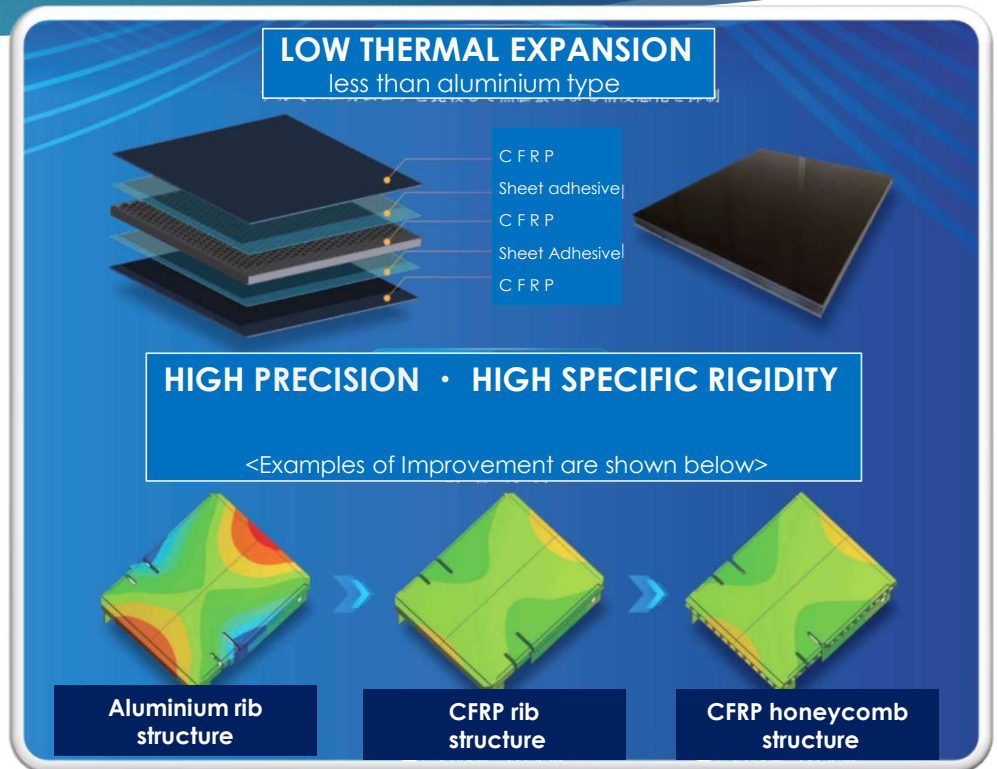 LOW THERMAL EXPANSION
less than aluminium type
CFRP
Sheet adhesive
CFRP
Sheet Adhesive
CFRP
HIGH PRECISION ・ HIGH SPECIFIC RIGIDITY
<Examples of Improvement are shown below>
Aluminium rib
structure
CFRP rib
structure
CFRP honeycomb
structure